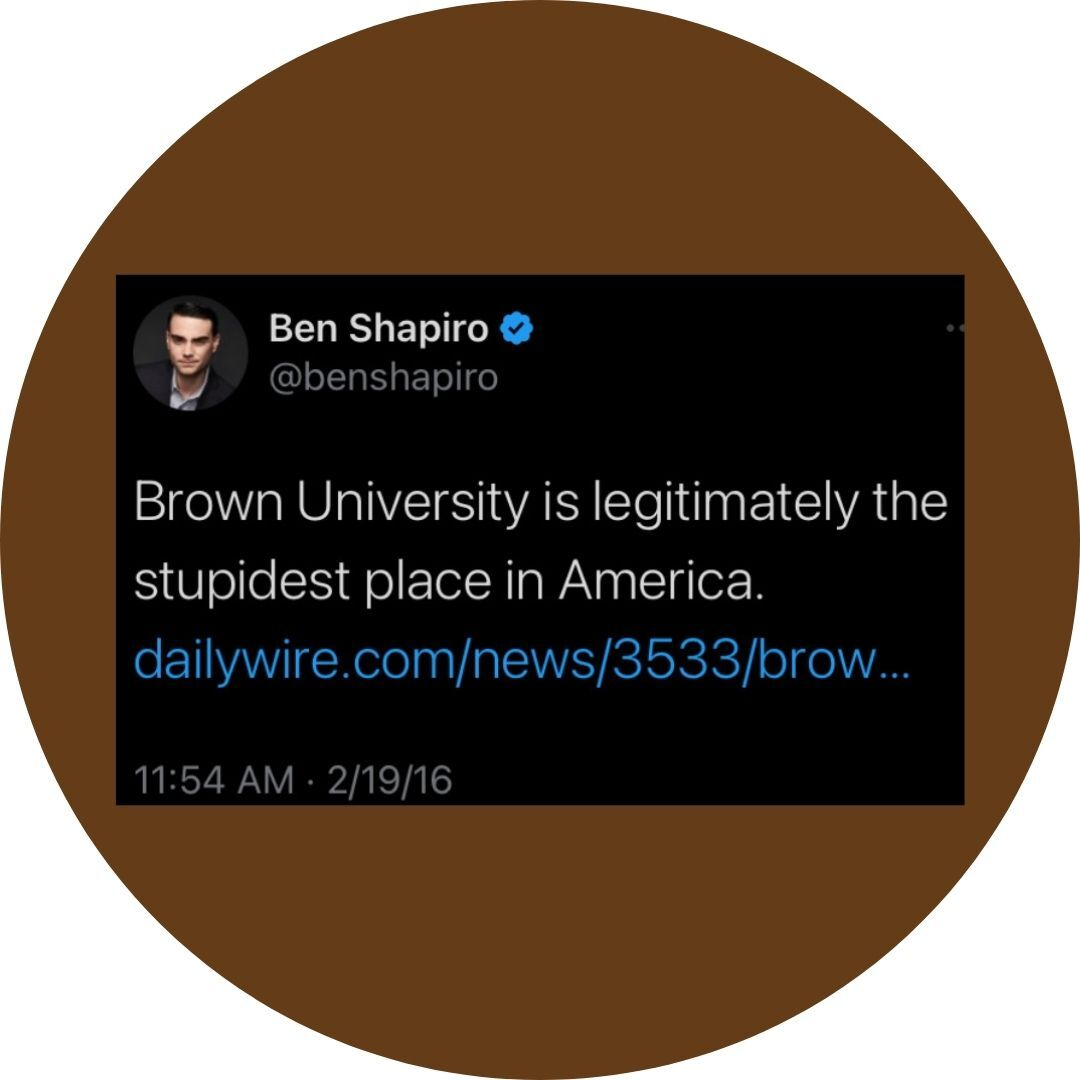 Ben Shapiro
@benshapiro
Brown University is legitimately the
stupidest place in America.
dailywire.com/news/3533/brow...
11:54 AM · 2/19/16